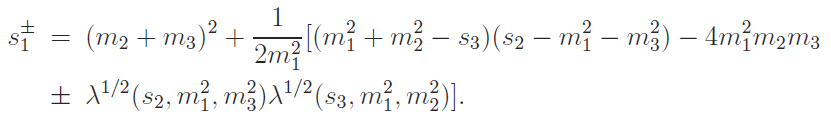 $s_1^{\pm} = (m_2 + m_3)^2 + \frac{1}{2m_1^2}[(m_1^2 + m_2^2 - s_3)(s_2 - m_1^2 - m_3^2) - 4m_1^2 m_2 m_3$
$\pm \lambda^{1/2}(s_2, m_1^2, m_3^2)\lambda^{1/2}(s_3, m_1^2, m_2^2)].$